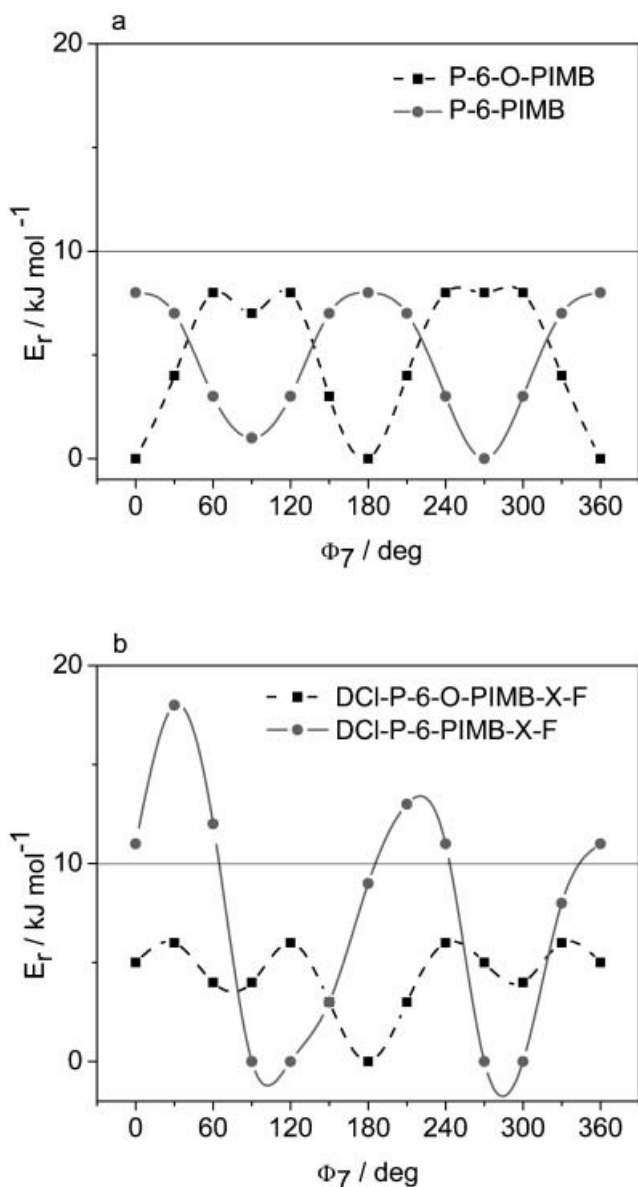 a
20
P-6-O-PIMB
P-6-PIMB
10
0
E_r / kJ mol⁻¹
0 60 120 180 240 300 360
Φ₇ / deg
b
20
DCl-P-6-O-PIMB-X-F
DCl-P-6-PIMB-X-F
10
0
E_r / kJ mol⁻¹
0 60 120 180 240 300 360
Φ₇ / deg